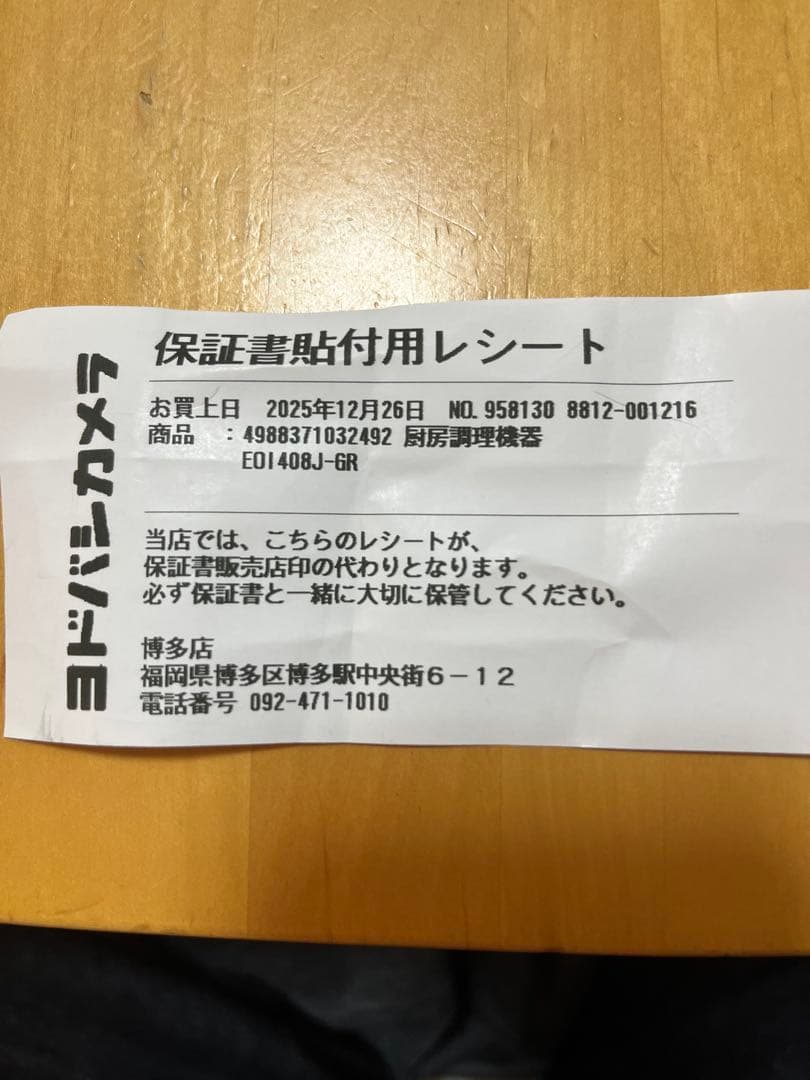 ヨドバシカメラ
保証書貼付用レシート
お買上日 2025年12月26日 NO.958130 8812-001216
商品 :4988371032492 厨房調理機器
EOI408J-GR
当店では、こちらのレシートが、
保証書販売店印の代わりとなります。
必ず保証書と一緒に大切に保管してください。
博多店
福岡県博多区博多駅中央街6-12
電話番号 092-471-1010